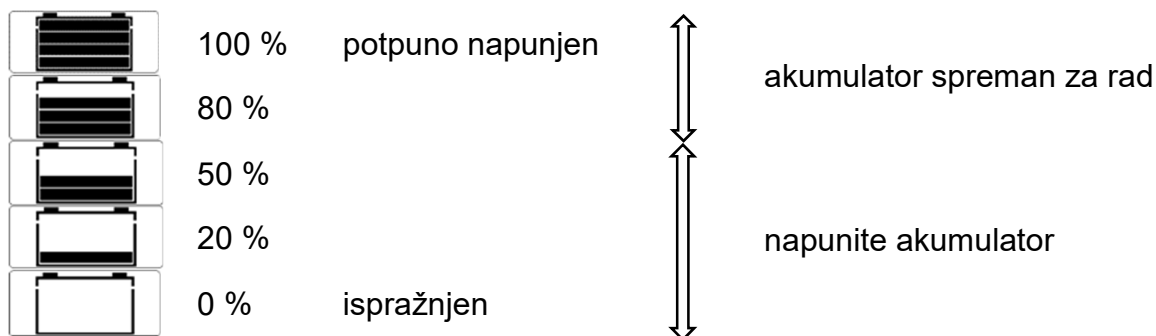 100 % potpuno napunjen
akumulator spreman za rad
80 %
50 %
20 %
napunite akumulator
0 % ispražnjen